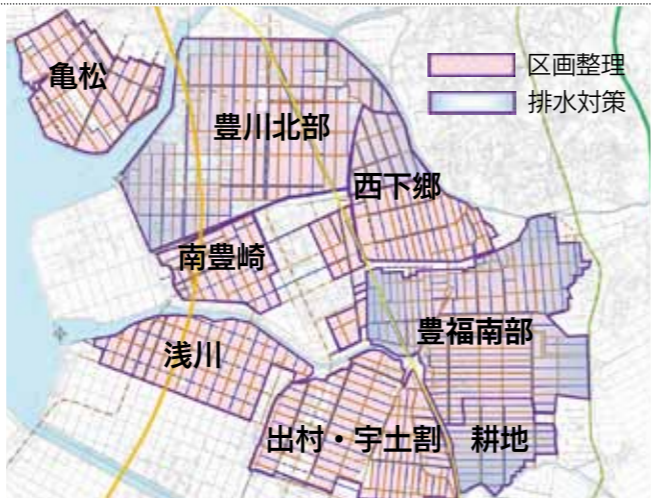 亀松
区画整理
排水対策
豊川北部
西下郷
南豊崎
豊福南部
浅川
出村・宇土割
耕地